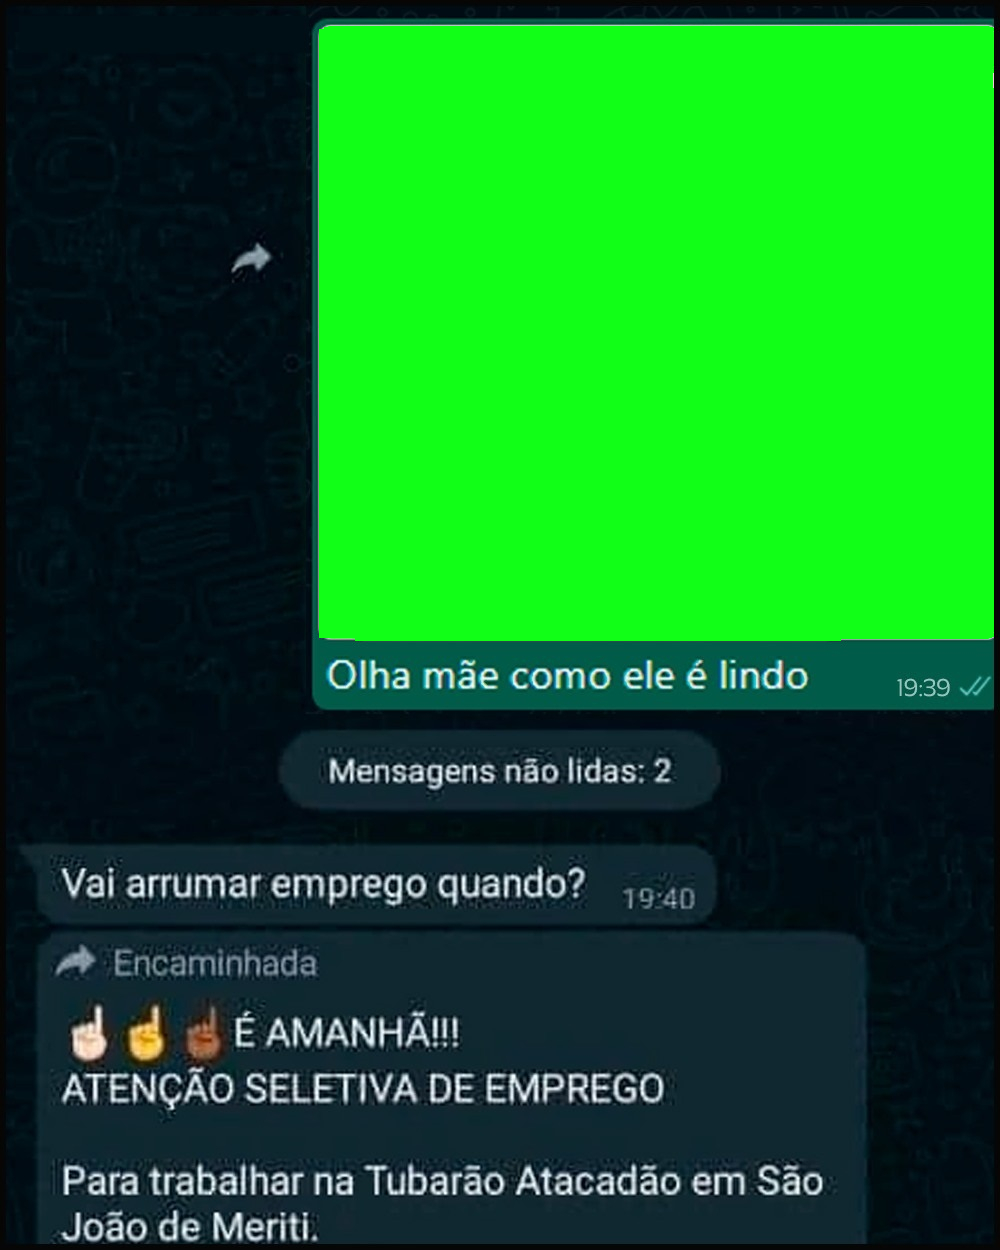 Olha mãe como ele é lindo
19:39
Mensagens não lidas: 2
Vai arrumar emprego quando?
19:40
Encaminhada
☝🏻☝☝🏾É AMANHÃ!!!
ATENÇÃO SELETIVA DE EMPREGO
Para trabalhar na Tubarão Atacadão em São
João de Meriti.